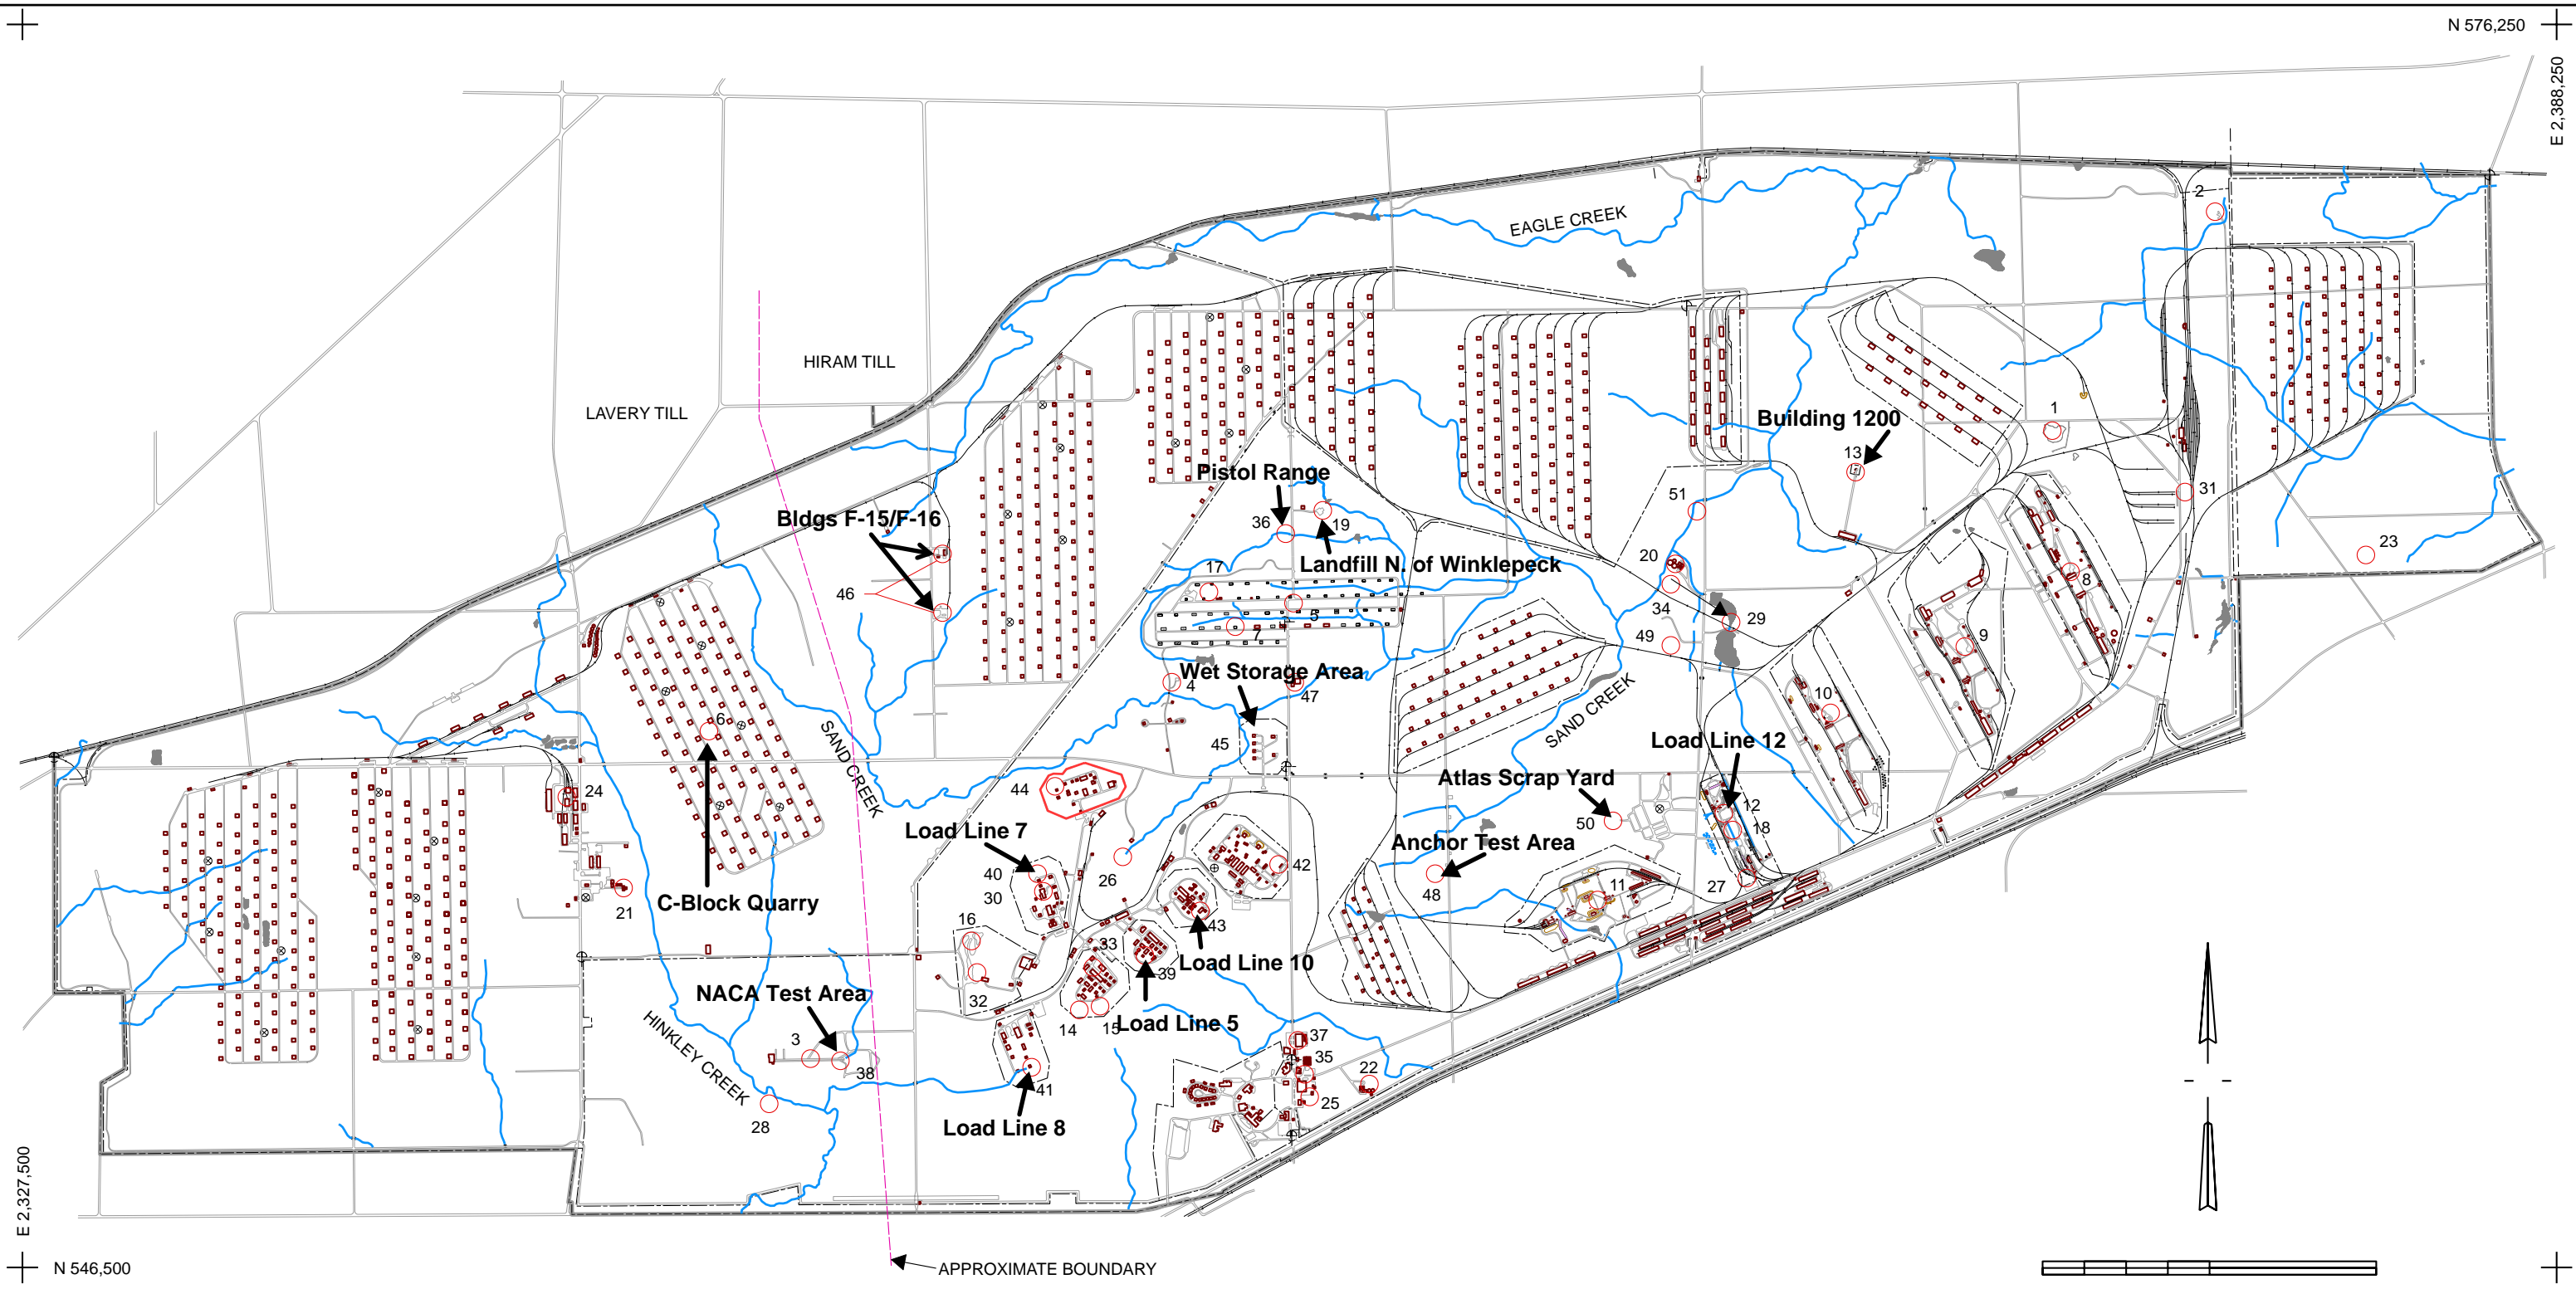 N 576,250
E 2,388,250
2
EAGLE CREEK
HIRAM TILL
LAVERY TILL
Building 1200
1
13
Pistol Range
31
51
36
19
Bldgs F-15/F-16
23
20
Landfill N. of Winklepeck
17
8
46
34
5
29
7
49
9
Wet Storage Area
4
47
10
6
SAND CREEK
SAND CREEK
45
Load Line 12
Atlas Scrap Yard
44
24
12
50
18
Load Line 7
Anchor Test Area
42
40
26
30
48
27
11
21
C-Block Quarry
16
43
33
Load Line 10
39
NACA Test Area
32
14
15
Load Line 5
HINKLEY CREEK
3
37
35
38
22
41
25
28
Load Line 8
E 2,327,500
N 546,500
APPROXIMATE BOUNDARY